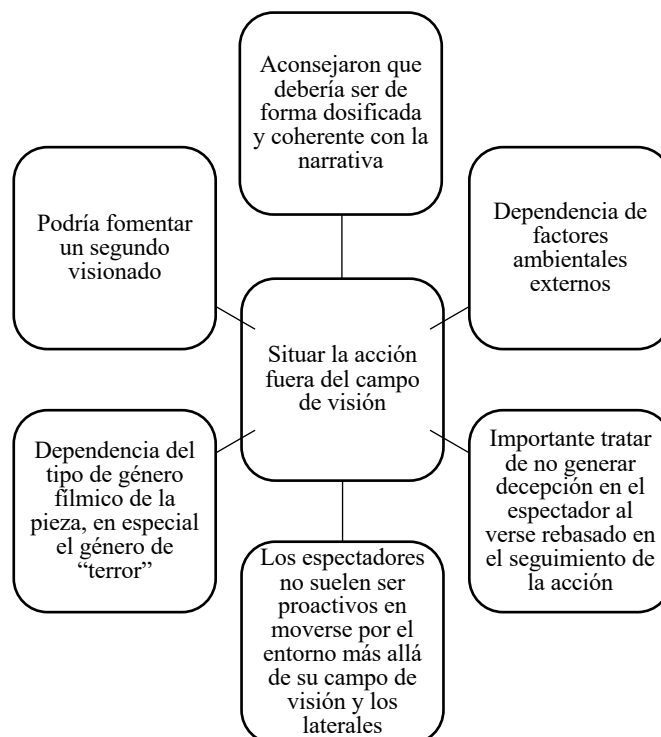 Aconsejaron que
debería ser de
forma dosificada
y coherente con la
narrativa
Podría fomentar
un segundo
visionado
Dependencia de
factores
ambientales
externos
Situar la acción
fuera del campo
de visión
Dependencia del
tipo de género
fílmico de la
pieza, en especial
el género de
“terror”
Importante tratar
de no generar
decepción en el
espectador al
verse rebasado en
el seguimiento de
la acción
Los espectadores
no suelen ser
proactivos en
moverse por el
entorno más allá
de su campo de
visión y los
laterales